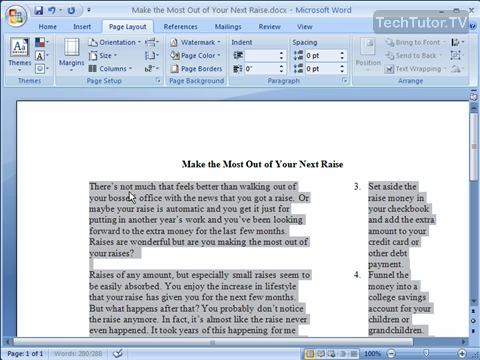 Make the Most Out of Your Next Raise.docx - Microsoft Word
TechTutor.TV
Home
Insert
Page Layout
References
Mailings
Review
View
Themes
Margins
Orientation
Size
Columns
Page Setup
Watermark
Page Color
Page Borders
Page Background
Indent
0"
Spacing
0 pt
0 pt
Paragraph
Position
Bring to Front
Send to Back
Text Wrapping
Arrange
Make the Most Out of Your Next Raise
There's not much that feels better than walking out of
your bosses office with the news that you got a raise. Or
maybe your raise is automatic and you get it just for
putting in another year's work and you've been looking
forward to the extra money for the last few months.
Raises are wonderful but are you making the most out of
your raises?
Raises of any amount, but especially small raises seem to
be easily absorbed. You enjoy the increase in lifestyle
that your raise has given you for the next few months.
But what happens after that? You probably don't notice
the raise anymore. In fact, it's almost like the raise never
even happened. It took years of this happening for me
3. Set aside the
raise money in
your checkbook
and add the extra
amount to your
credit card or
other debt
payment.
4. Funnel the
money into a
college savings
account for your
children or
grandchildren.
Page: 1 of 1
Words: 280/288
100%